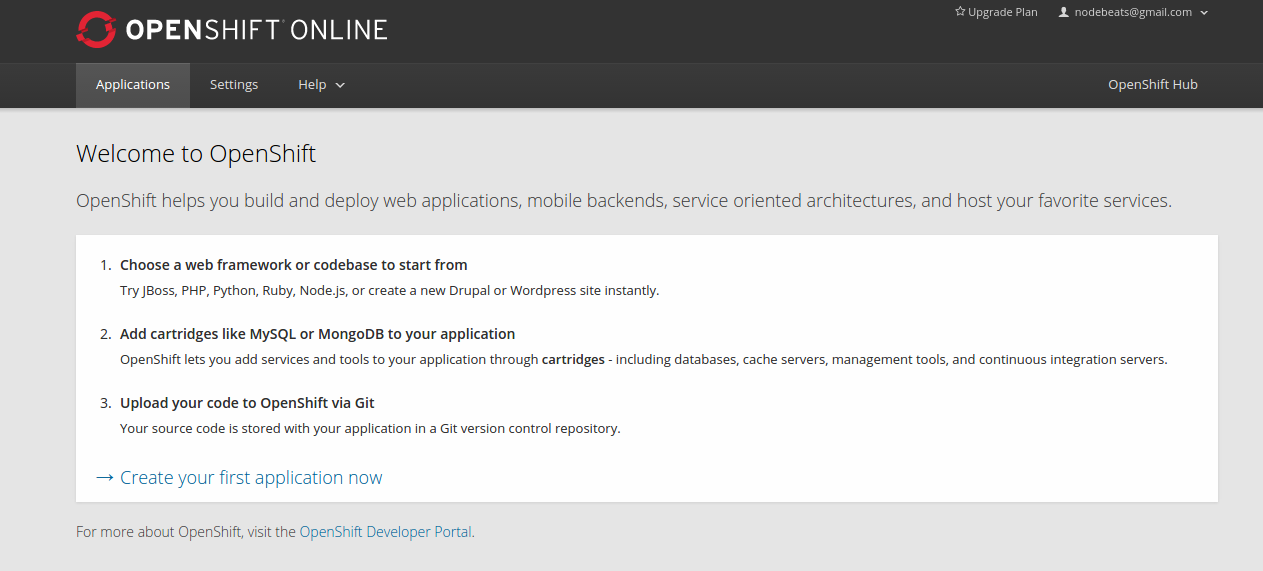 OPENSHIFT ONLINE
Upgrade Plan nodebeats@gmail.com
Applications Settings Help OpenShift Hub
Welcome to OpenShift
OpenShift helps you build and deploy web applications, mobile backends, service oriented architectures, and host your favorite services.
1. Choose a web framework or codebase to start from
Try JBoss, PHP, Python, Ruby, Node.js, or create a new Drupal or Wordpress site instantly.
2. Add cartridges like MySQL or MongoDB to your application
OpenShift lets you add services and tools to your application through cartridges - including databases, cache servers, management tools, and continuous integration servers.
3. Upload your code to OpenShift via Git
Your source code is stored with your application in a Git version control repository.
→ Create your first application now
For more about OpenShift, visit the OpenShift Developer Portal.